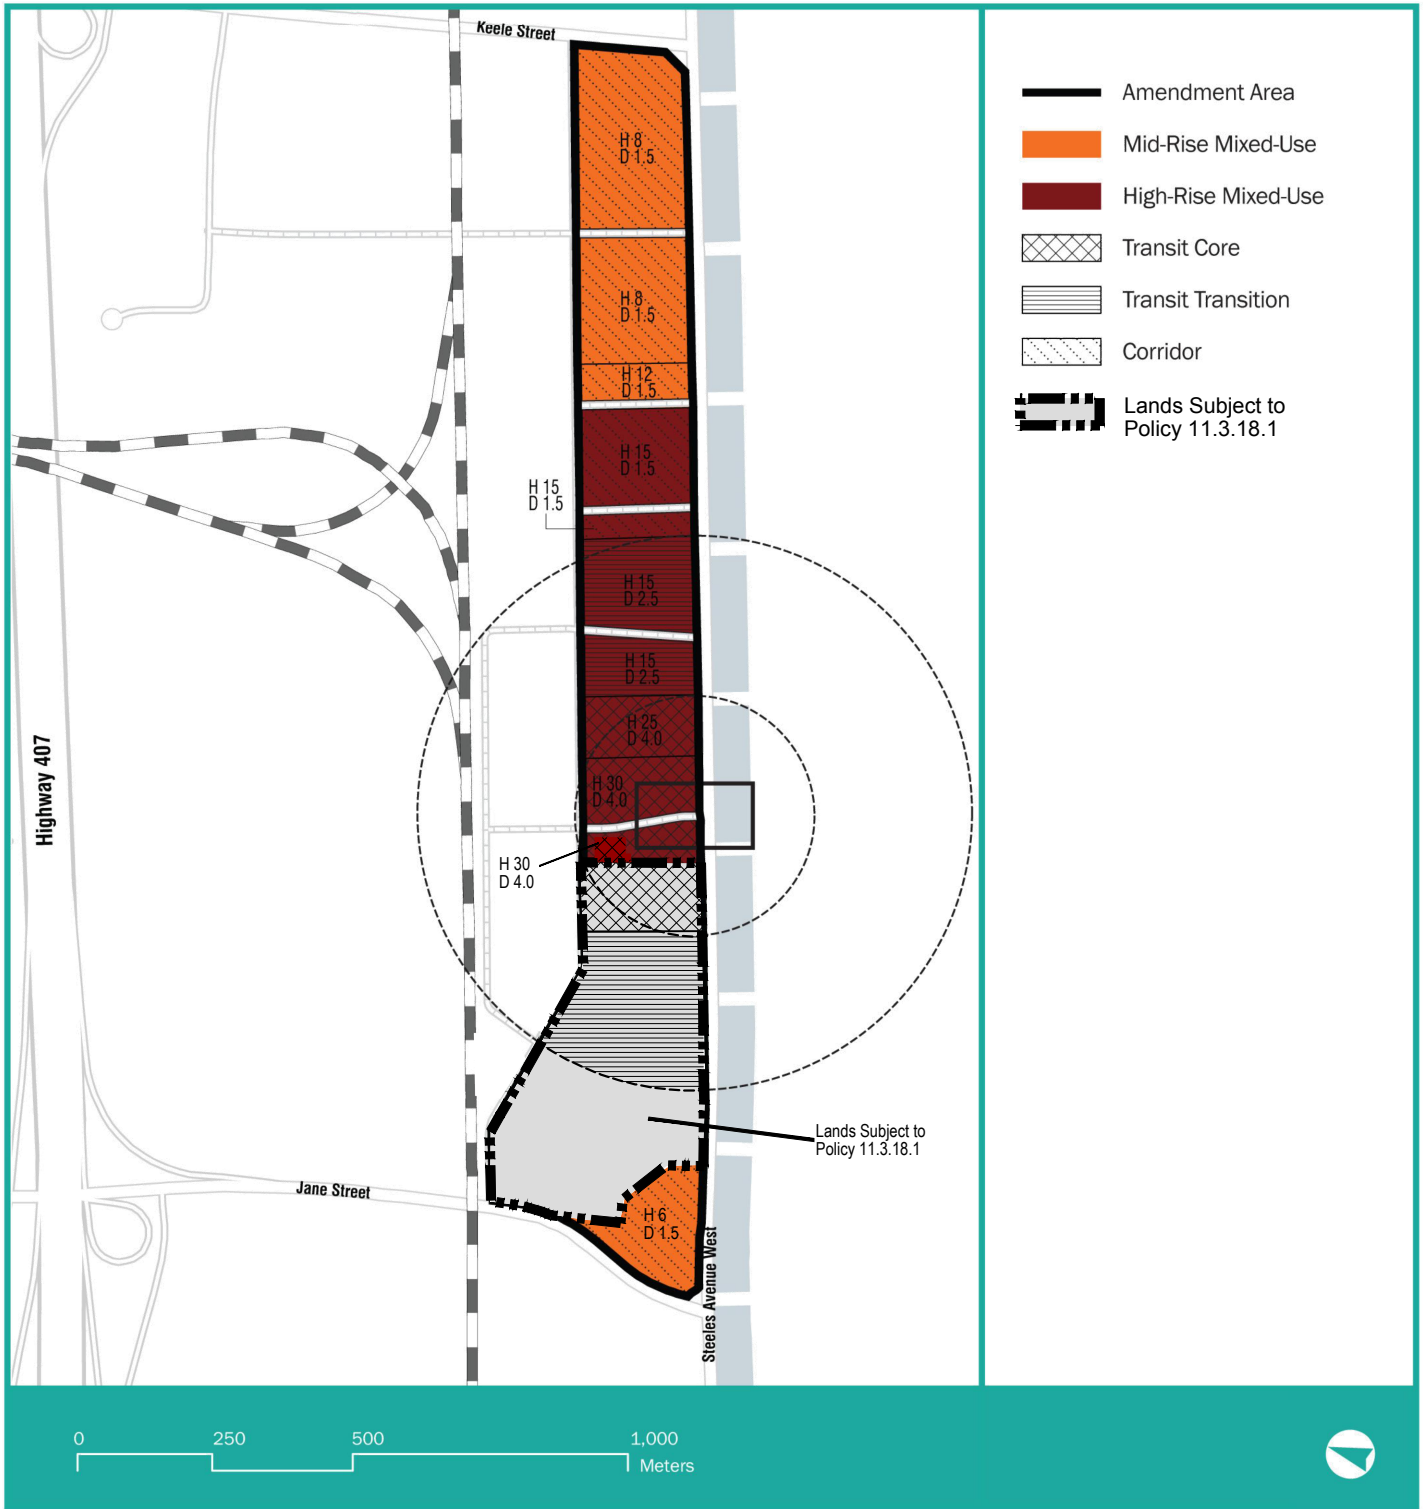 Keele Street
H 8
D 1.5
H 8
D 1.5
H 12
D 1.5
H 15
D 1.5
H 15
D 1.5
H 15
D 2.5
H 15
D 2.5
H 25
D 4.0
H 30
D 4.0
H 30
D 4.0
Highway 407
Lands Subject to
Policy 11.3.18.1
Jane Street
H 6
D 1.5
Steeles Avenue West
Amendment Area
Mid-Rise Mixed-Use
High-Rise Mixed-Use
Transit Core
Transit Transition
Corridor
Lands Subject to
Policy 11.3.18.1
0 250 500 1,000
Meters